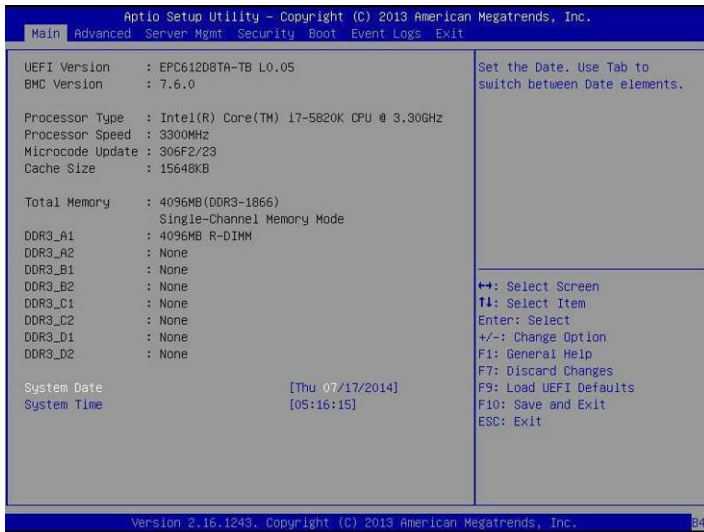 Aptio Setup Utility – Copyright (C) 2013 American Megatrends, Inc.
Main Advanced Server Mgmt Security Boot Event Logs Exit
UEFI Version : EPC612D8TA-TB L0.05
BMC Version : 7.6.0
Processor Type : Intel(R) Core(TM) i7-5820K CPU @ 3.30GHz
Processor Speed : 3300MHz
Microcode Update : 306F2/23
Cache Size : 15648KB
Total Memory : 4096MB(DDR3-1866)
Single-Channel Memory Mode
DDR3_A1 : 4096MB R-DIMM
DDR3_A2 : None
DDR3_B1 : None
DDR3_B2 : None
DDR3_C1 : None
DDR3_C2 : None
DDR3_D1 : None
DDR3_D2 : None
System Date [Thu 07/17/2014]
System Time [05:16:15]
Set the Date. Use Tab to
switch between Date elements.
↔: Select Screen
↑↓: Select Item
Enter: Select
+/-: Change Option
F1: General Help
F7: Discard Changes
F9: Load UEFI Defaults
F10: Save and Exit
ESC: Exit
Version 2.16.1243. Copyright (C) 2013 American Megatrends, Inc.
B4